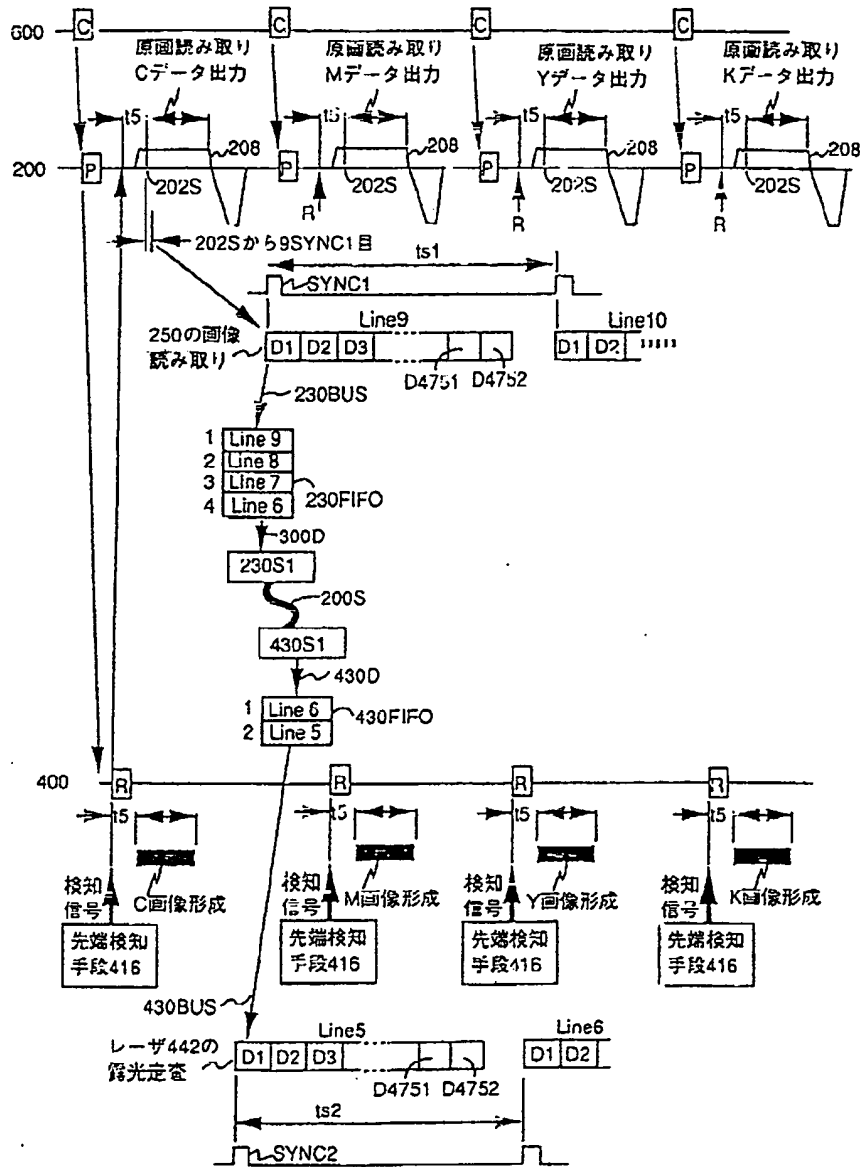 600 C C C C
原画読み取り 原画読み取り 原画読み取り 原画読み取り
Cデータ出力 Mデータ出力 Yデータ出力 Kデータ出力
t5 t5 t5 t5
208 208 208 208
200 P P P P
202S 202S 202S 202S
R R R
202Sから9SYNC1目
ts1
SYNC1
Line9 Line10
250の画像
読み取り
D1 D2 D3 D1 D2
D4751 D4752
230BUS
1 Line 9
2 Line 8
3 Line 7
4 Line 6
230FIFO
300D
230S1
200S
430S1
430D
1 Line 6
2 Line 5
430FIFO
400 R R R R
t5 t5 t5 t5
検知 検知 検知 検知
信号 信号 信号 信号
C画像形成 M画像形成 Y画像形成 K画像形成
先端検知 先端検知 先端検知 先端検知
手段416 手段416 手段416 手段416
430BUS
Line5 Line6
レーザ442の
露光走査
D1 D2 D3 D1 D2
D4751 D4752
ts2
SYNC2